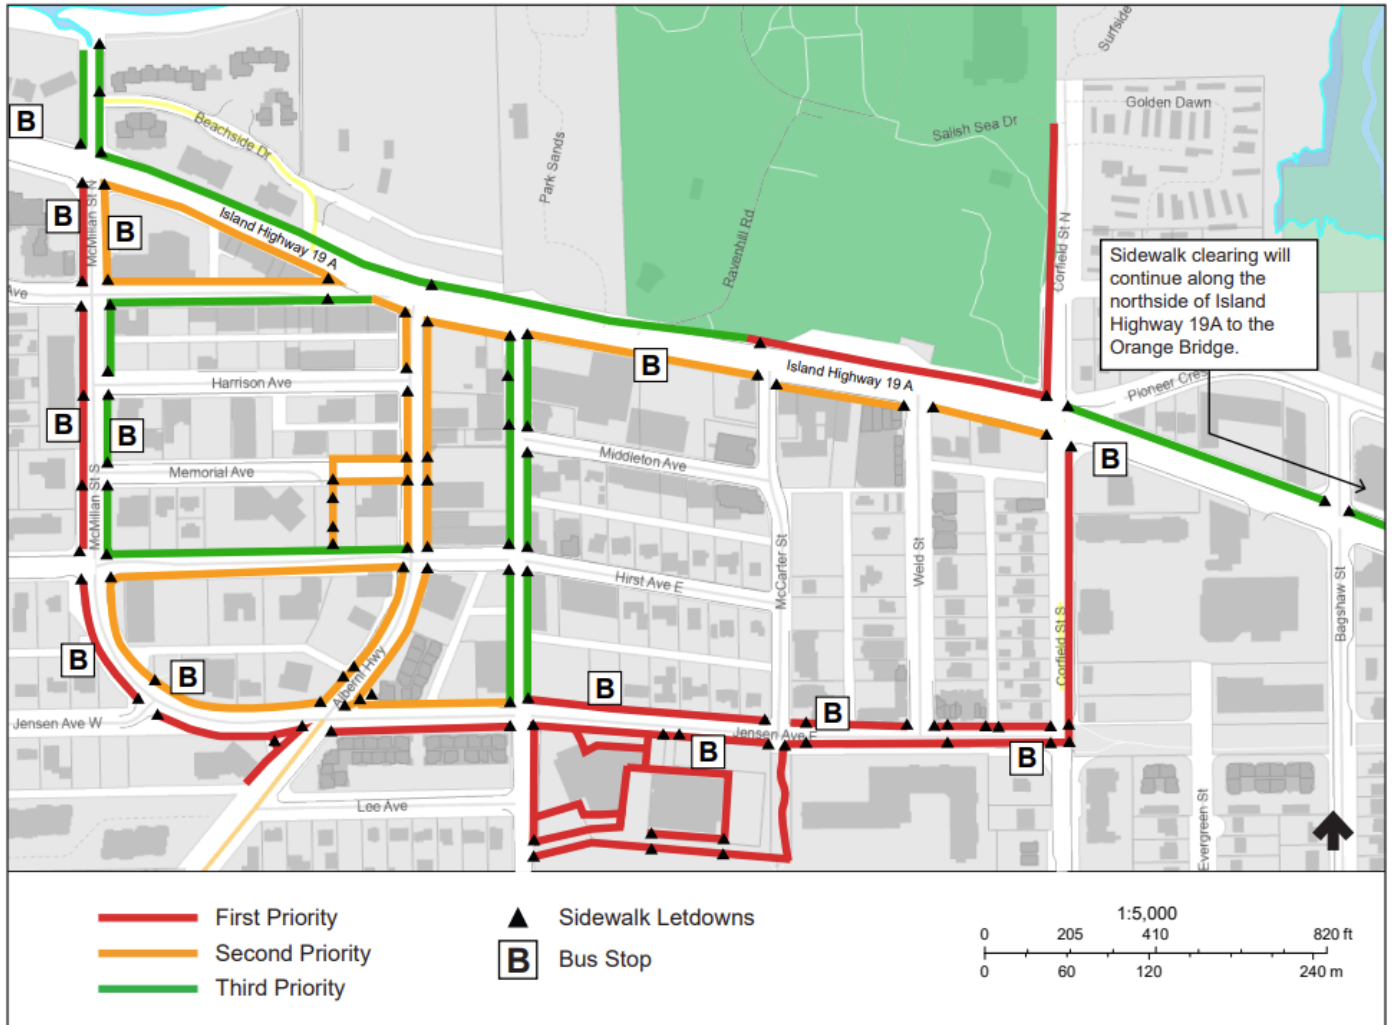 Surfside
Golden Dawn
B
Beachside Dr
Salish Sea Dr
Park Sands
B
McMillan St N
B
Island Highway 19 A
Ravenhill Rd
Corfield St N
Sidewalk clearing will
continue along the
northside of Island
Highway 19A to the
Orange Bridge.
Ave
B
Island Highway 19 A
Pioneer Cres
Harrison Ave
B
B
Middleton Ave
B
Memorial Ave
McMillan St S
Hirst Ave E
McCarter St
Weld St
Corfield St S
Bagshaw St
B
B
Alberni Hwy
B
B
Jensen Ave W
Jensen Ave E
B
B
Lee Ave
Evergreen St
First Priority
Second Priority
Third Priority
Sidewalk Letdowns
B Bus Stop
1:5,000
0 205 410 820 ft
0 60 120 240 m